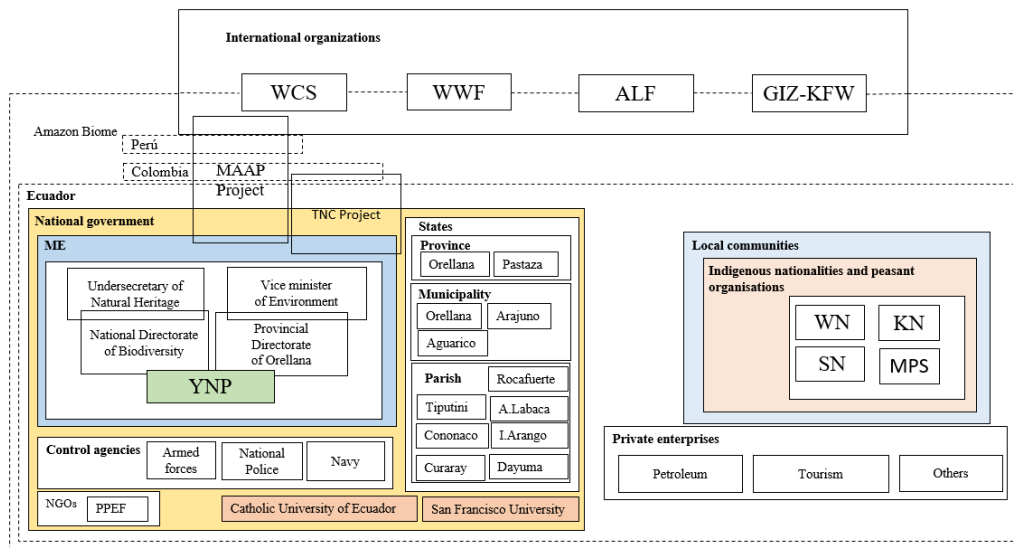 International organizations
WCS
WWF
ALF
GIZ-KFW
Amazon Biome
Perú
Colombia
MAAP
Project
Ecuador
TNC Project
National government
ME
Undersecretary of
Natural Heritage
Vice minister
of Environment
National Directorate
of Biodiversity
Provincial
Directorate
of Orellana
YNP
States
Province
Orellana
Pastaza
Municipality
Orellana
Arajuno
Aguarico
Parish
Rocafuerte
Tiputini
A.Labaca
Cononaco
I.Arango
Curaray
Dayuma
Control agencies
Armed
forces
National
Police
Navy
NGOs
PPEF
Catholic University of Ecuador
San Francisco University
Local communities
Indigenous nationalities and peasant
organisations
WN
KN
SN
MPS
Private enterprises
Petroleum
Tourism
Others